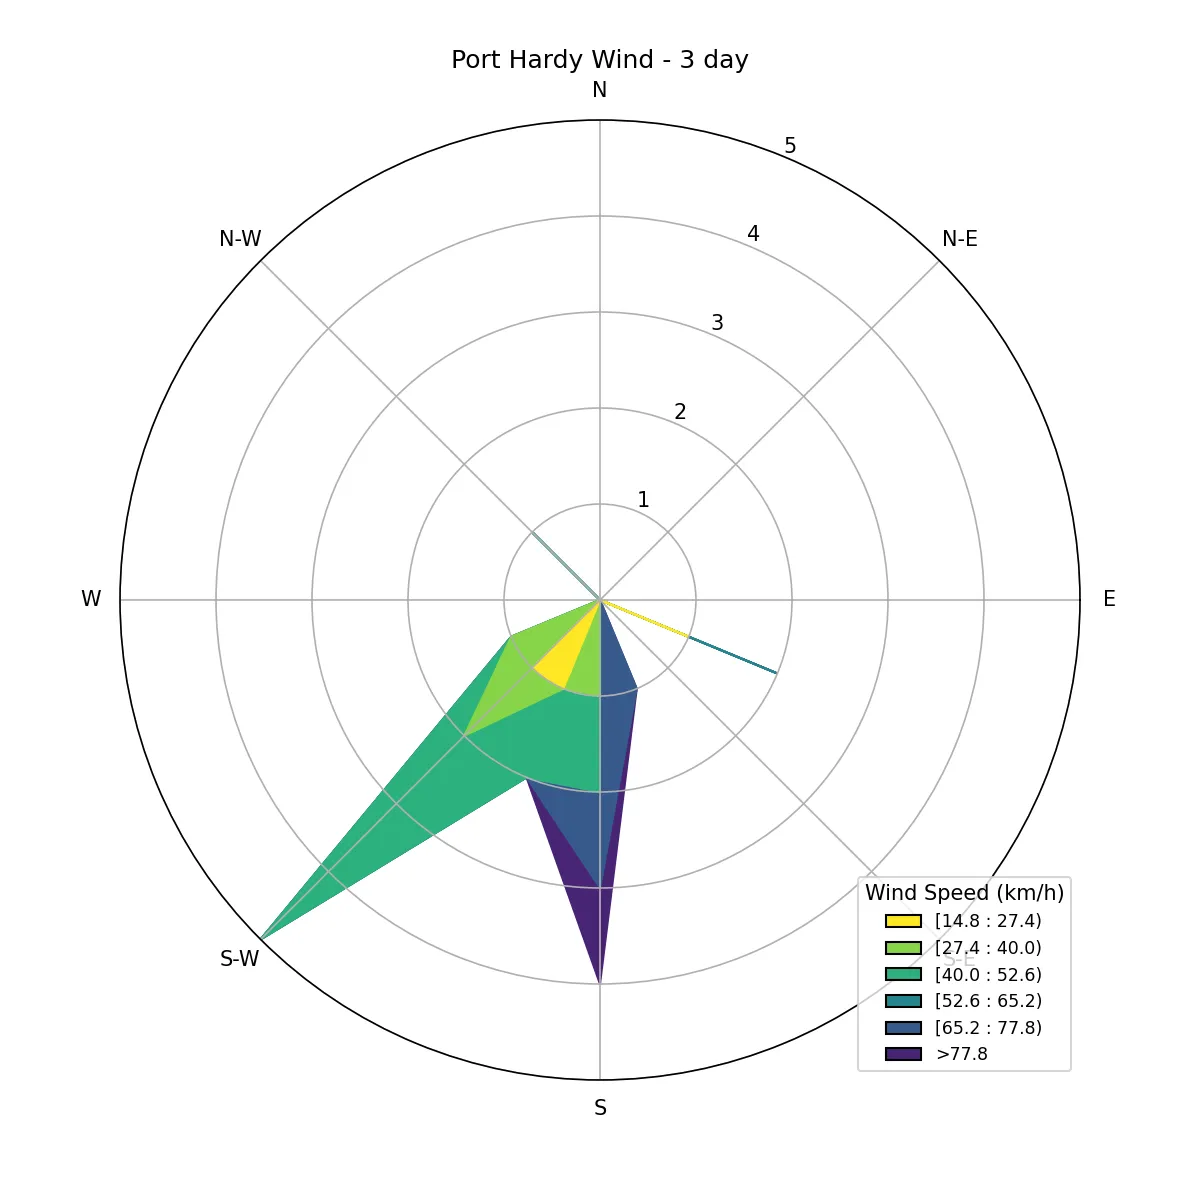 Port Hardy Wind - 3 day
N
5
N-W
N-E
4
3
2
1
W
E
Wind Speed (km/h)
[14.8 : 27.4)
[27.4 : 40.0)
S-W
S-E
[40.0 : 52.6)
[52.6 : 65.2)
[65.2 : 77.8)
>77.8
S